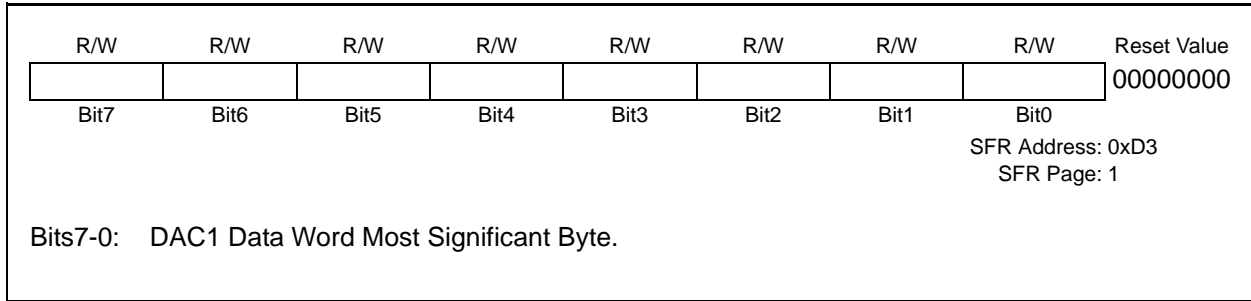 R/W R/W R/W R/W R/W R/W R/W R/W Reset Value
00000000
Bit7 Bit6 Bit5 Bit4 Bit3 Bit2 Bit1 Bit0
SFR Address: 0xD3
SFR Page: 1
Bits7-0: DAC1 Data Word Most Significant Byte.